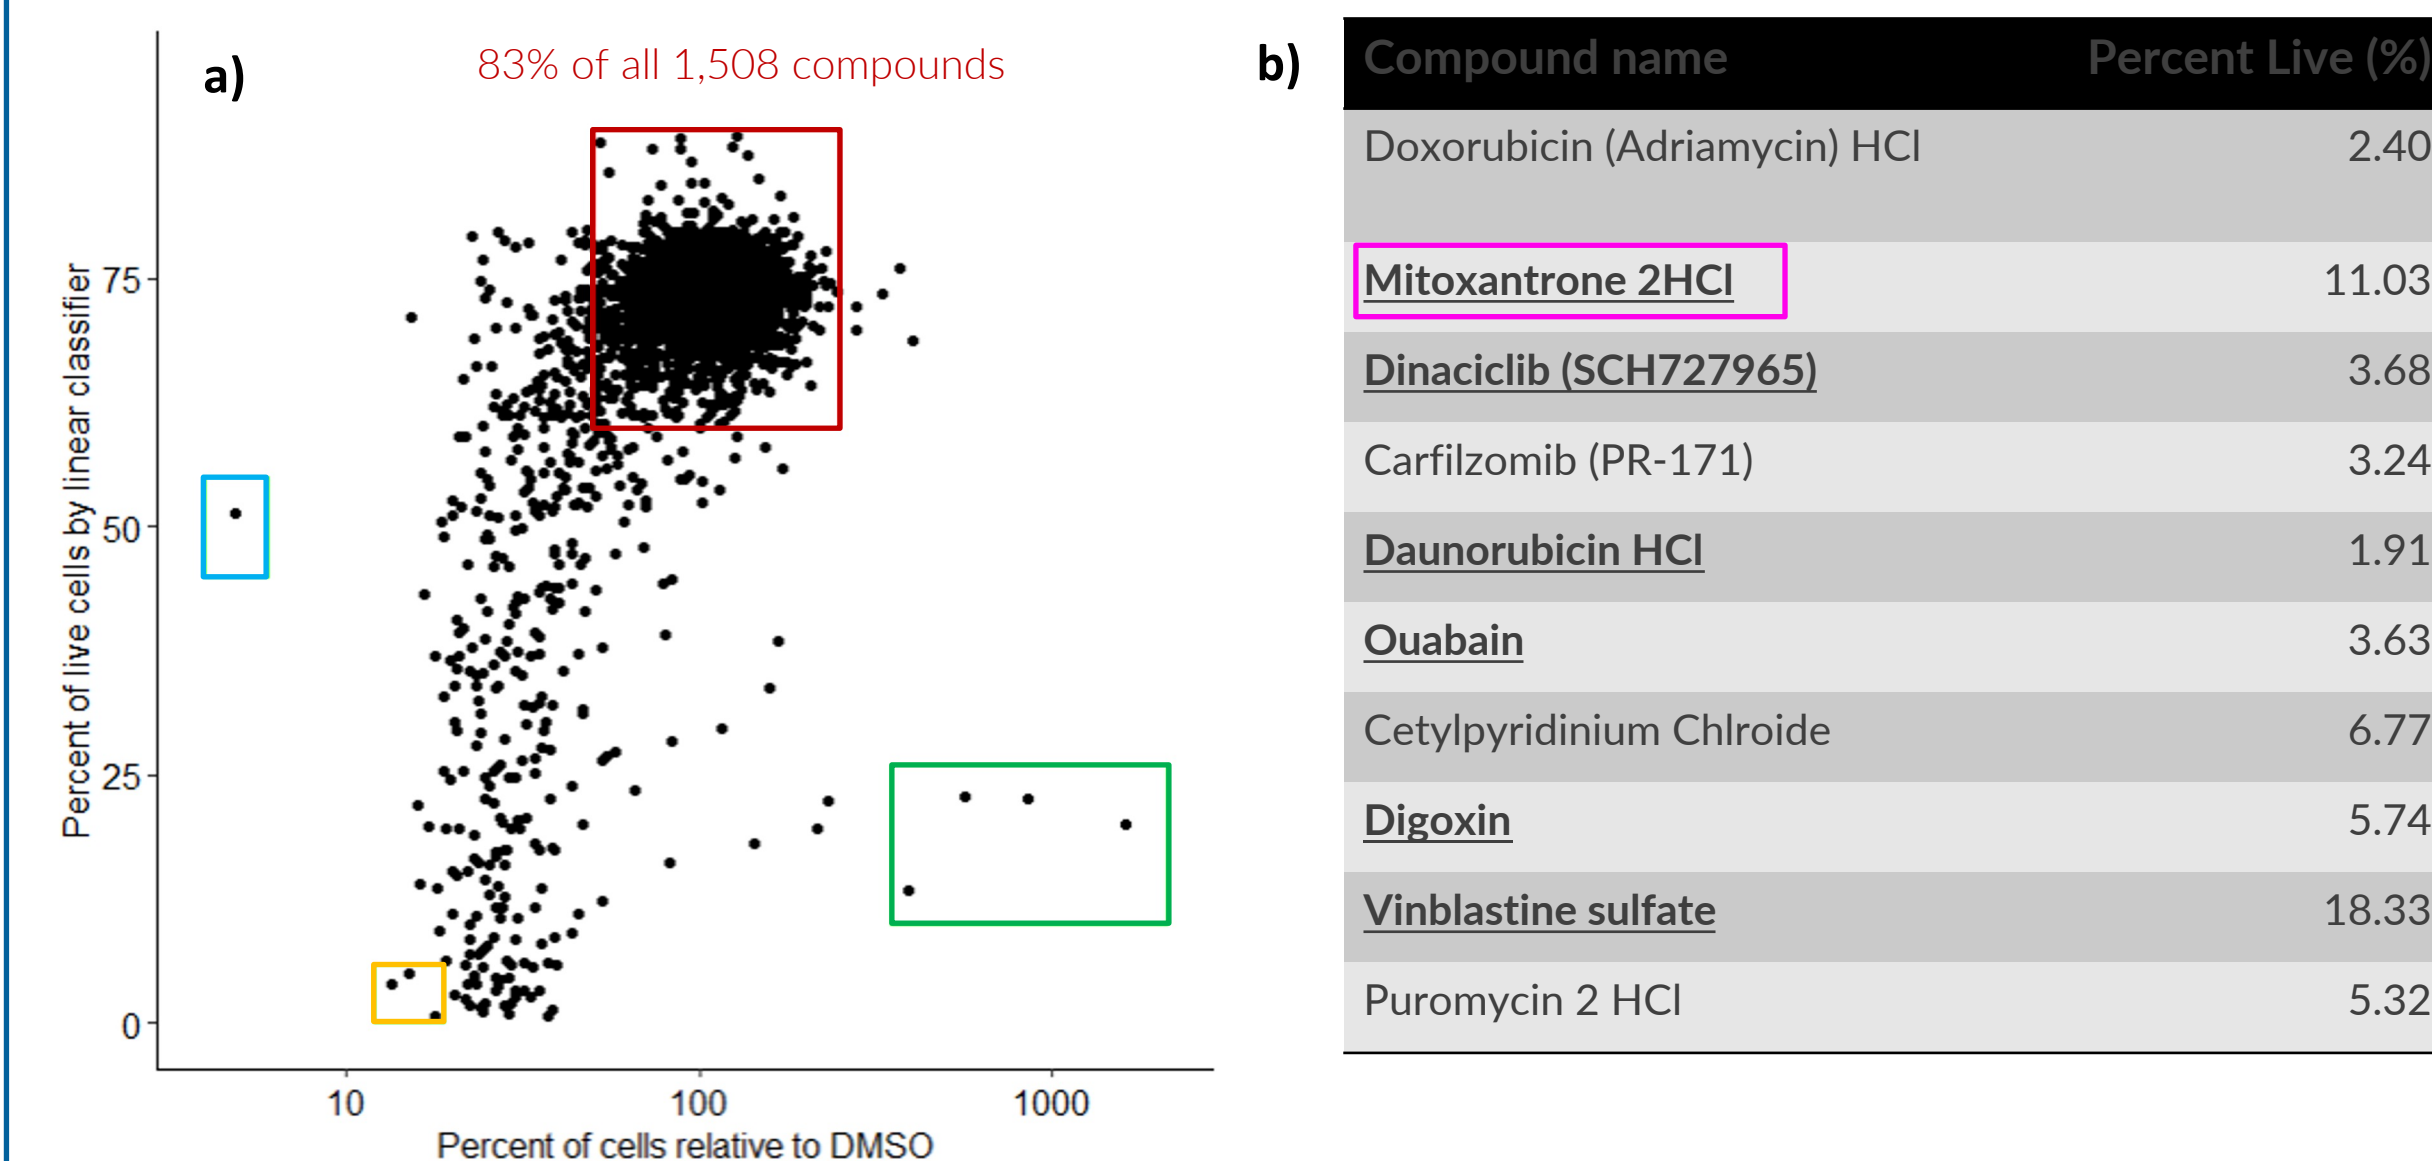 a)
83% of all 1,508 compounds
Percent of live cells by linear classifier
75
50
25
0
10 100 1000
Percent of cells relative to DMSO
b)
Compound name Percent Live (%)
Doxorubicin (Adriamycin) HCl 2.40
Mitoxantrone 2HCl 11.03
Dinaciclib (SCH727965) 3.68
Carfilzomib (PR-171) 3.24
Daunorubicin HCl 1.91
Ouabain 3.63
Cetylpyridinium Chlroide 6.77
Digoxin 5.74
Vinblastine sulfate 18.33
Puromycin 2 HCl 5.32